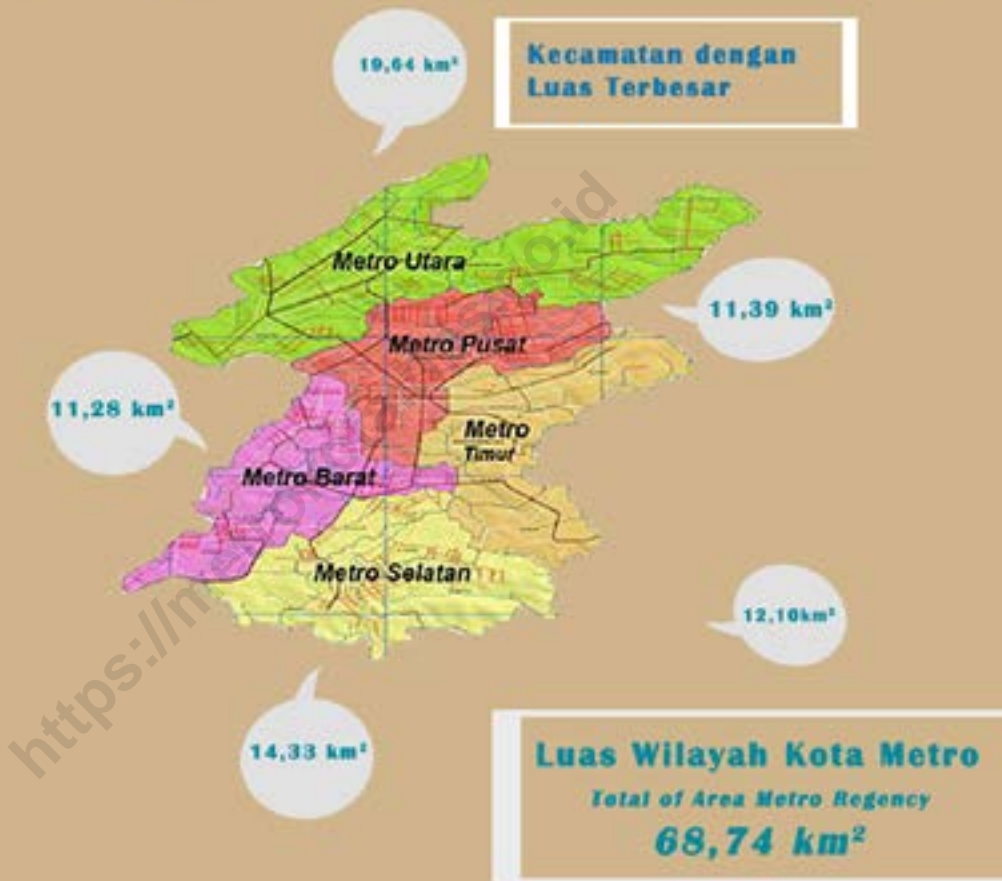 19,64 km²
Kecamatan dengan
Luas Terbesar
Metro Utara
11,39 km²
Metro Pusat
11,28 km²
Metro
Timur
Metro Barat
Metro Selatan
12,10km²
14,33 km²
Luas Wilayah Kota Metro
Total of Area Metro Regency
68,74 km²